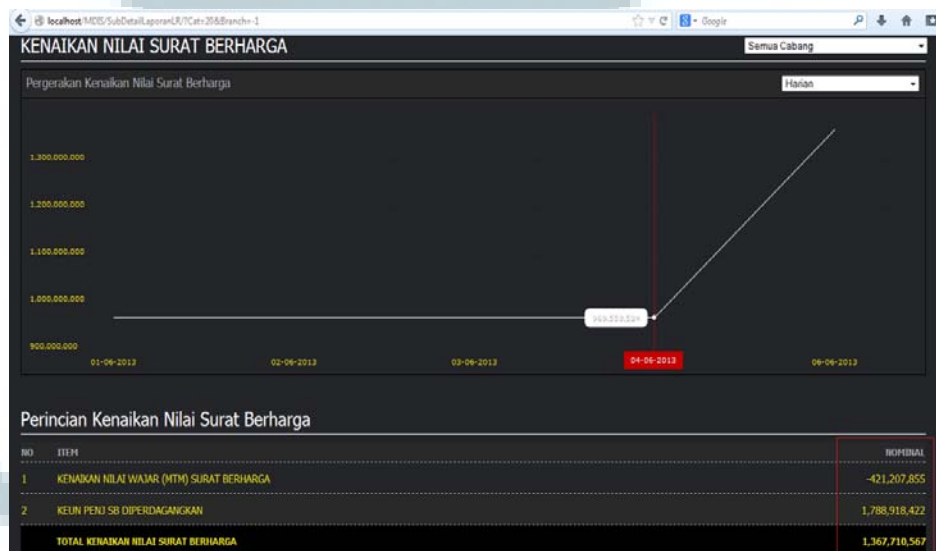 localhost/MDIS/SubDetailLaporanLR/?Cat=20&Branch=-1
Google
KENAIKAN NILAI SURAT BERHARGA
Semua Cabang
Pergerakan Kenaikan Nilai Surat Berharga
Harian
1.300.000.000
1.200.000.000
1.100.000.000
1.000.000.000
900.000.000
01-06-2013
02-06-2013
03-06-2013
04-06-2013
06-06-2013
Perincian Kenaikan Nilai Surat Berharga
NO ITEM NOMINAL
1 KENAIKAN NILAI WAJAR (MTM) SURAT BERHARGA -421,207,855
2 KEUN PENJ SB DIPERDAGANGKAN 1,788,918,422
TOTAL KENAIKAN NILAI SURAT BERHARGA 1,367,710,567